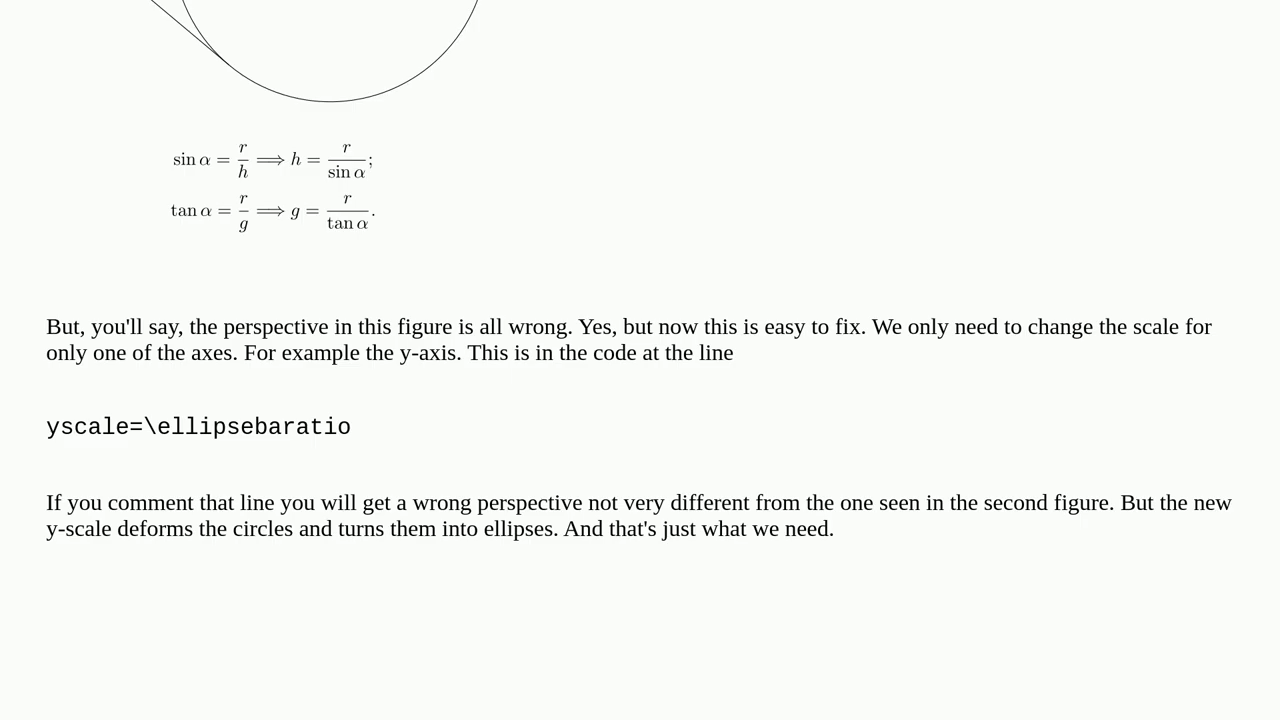 sin α = r/h ⟹ h = r/sin α;
tan α = r/g ⟹ g = r/tan α.
But, you'll say, the perspective in this figure is all wrong. Yes, but now this is easy to fix. We only need to change the scale for
only one of the axes. For example the y-axis. This is in the code at the line
yscale=\ellipsebaratio
If you comment that line you will get a wrong perspective not very different from the one seen in the second figure. But the new
y-scale deforms the circles and turns them into ellipses. And that's just what we need.